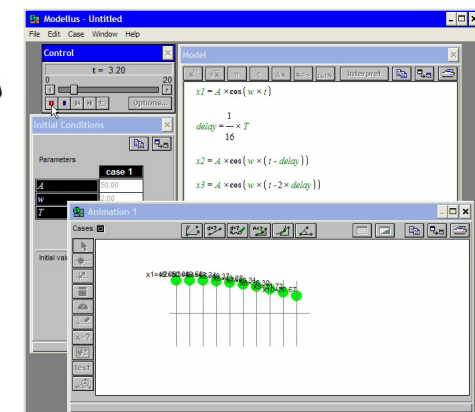 Modellus - Untitled
File Edit Case Window Help
Control
t = 3.20
0 20
Options...
Model
Interpret
x1 = A × cos( w × t )
delay = 1/16 × T
x2 = A × cos( w × ( t - delay ) )
x3 = A × cos( w × ( t - 2 × delay ) )
Initial Conditions
Parameters
case 1
A 50.00
w 2.00
T
Initial
Animation 1
Cases:
x=?
text